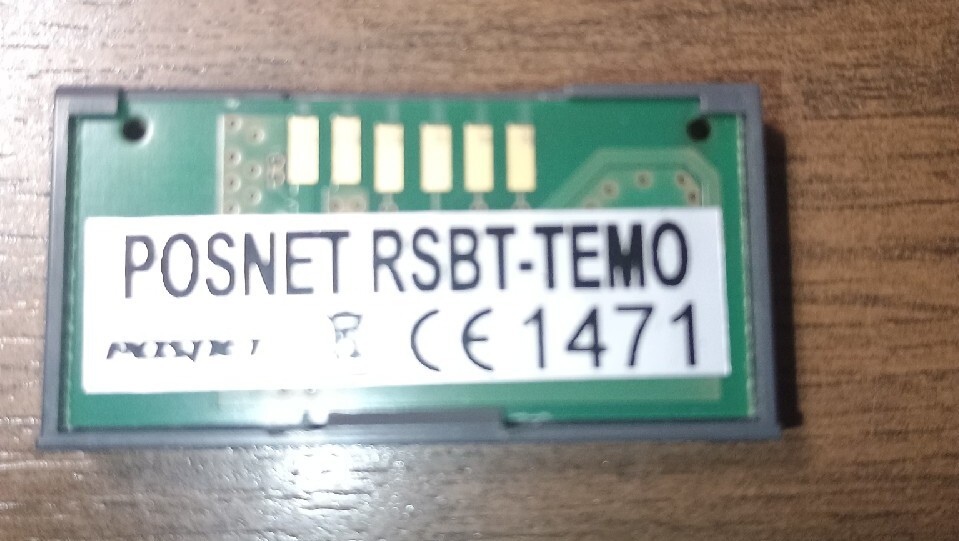 POSNET RSBT-TEMO
CE 1471